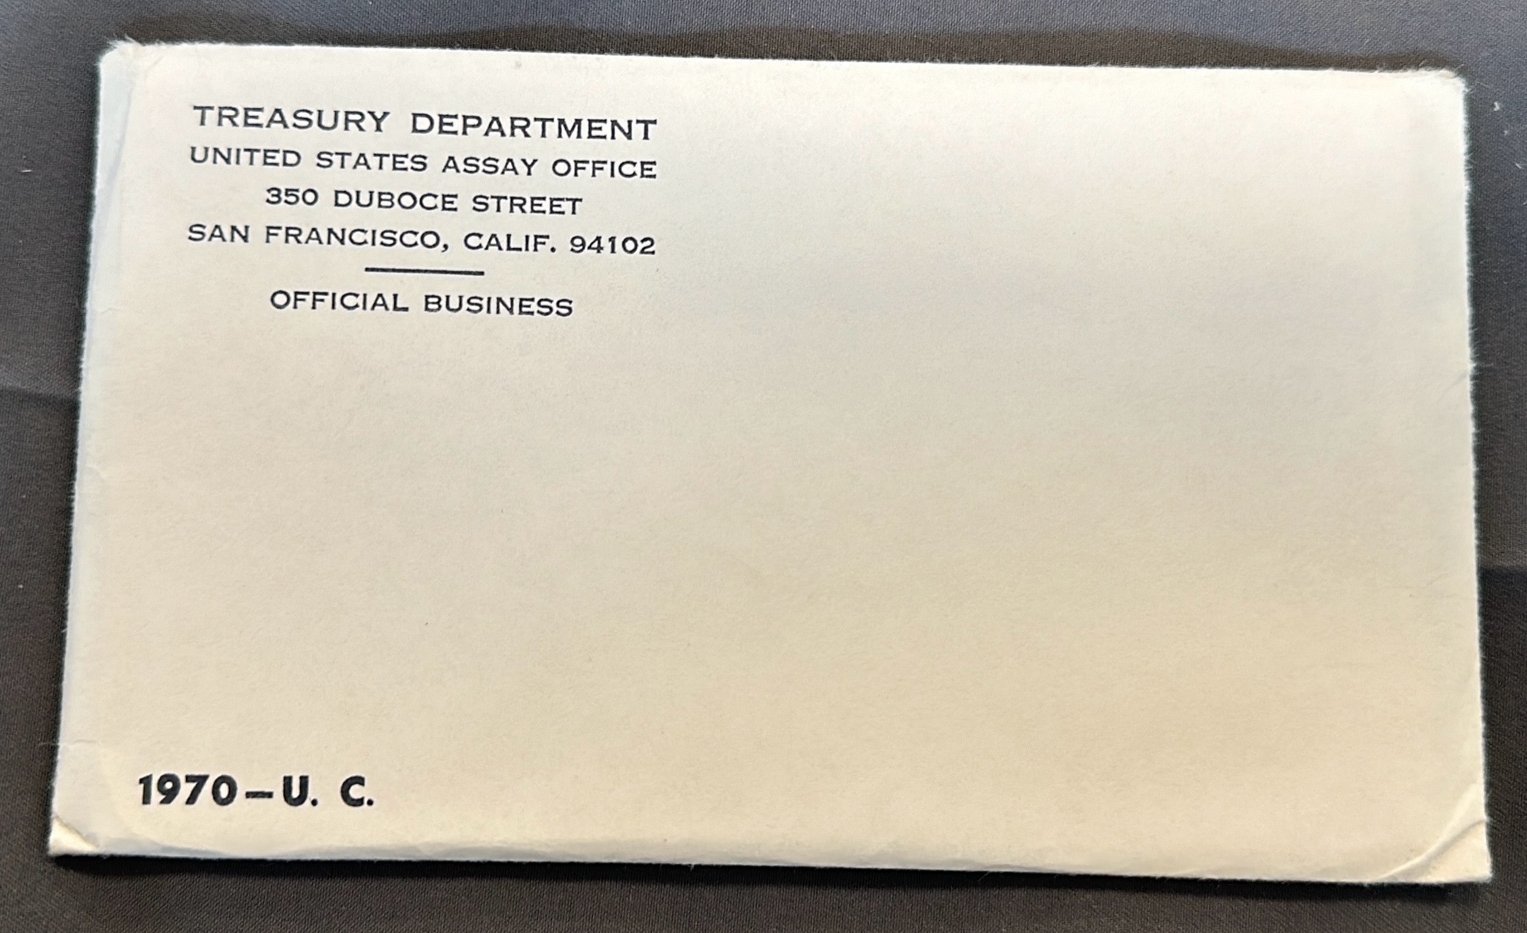 TREASURY DEPARTMENT
UNITED STATES ASSAY OFFICE
350 DUBOCE STREET
SAN FRANCISCO, CALIF. 94102
OFFICIAL BUSINESS
1970—U. C.